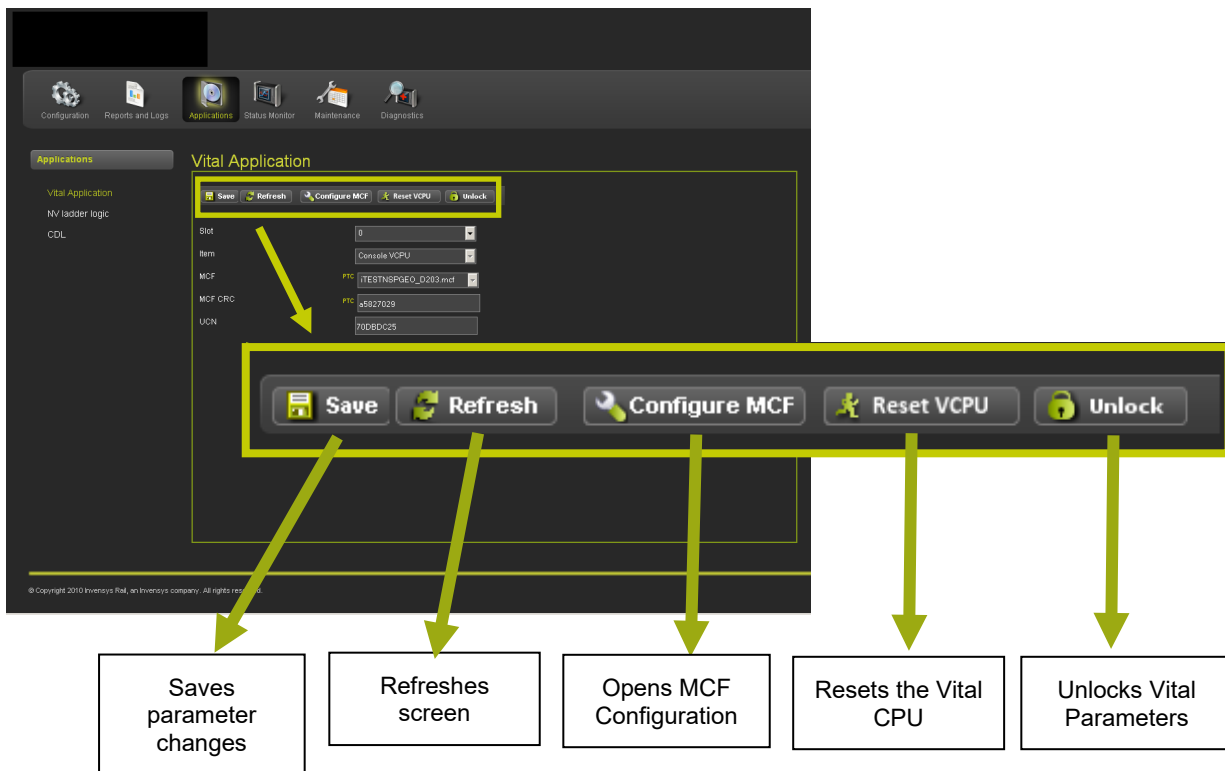 Configuration
Reports and Logs
Applications
Status Monitor
Maintenance
Diagnostics
Applications
Vital Application
NV ladder logic
CDL
Vital Application
Save Refresh Configure MCF Reset VCPU Unlock
Slot 0
Item Console VCPU
MCF PTC iTESTNSPGEO_D203.mcf
MCF CRC PTC a5827029
UCN 70DBDC25
Save Refresh Configure MCF Reset VCPU Unlock
© Copyright 2010 Invensys Rail, an Invensys company. All rights
Saves
parameter
changes
Refreshes
screen
Opens MCF
Configuration
Resets the Vital
CPU
Unlocks Vital
Parameters